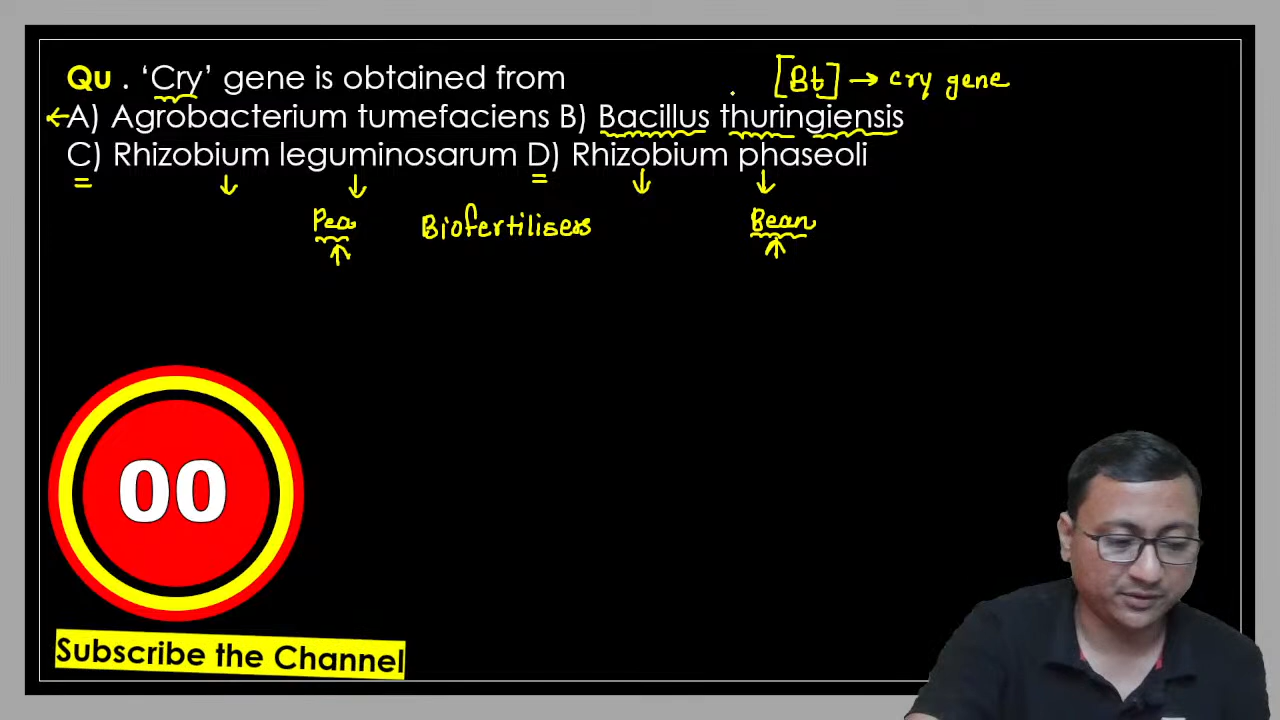 Qu . ‘Cry’ gene is obtained from [Bt] → cry gene
A) Agrobacterium tumefaciens B) Bacillus thuringiensis
C) Rhizobium leguminosarum D) Rhizobium phaseoli
Pea Biofertilisers Bean
00
Subscribe the Channel